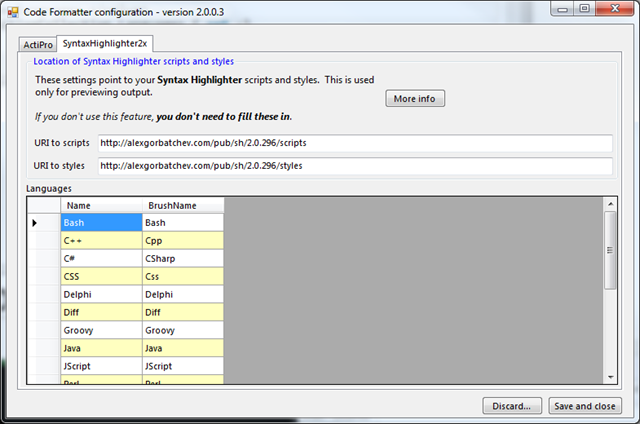 Code Formatter configuration - version 2.0.0.3
ActiPro SyntaxHighlighter2x
Location of Syntax Highlighter scripts and styles
These settings point to your Syntax Highlighter scripts and styles. This is used
only for previewing output.
More info
If you don't use this feature, you don't need to fill these in.
URI to scripts http://alexgorbatchev.com/pub/sh/2.0.296/scripts
URI to styles http://alexgorbatchev.com/pub/sh/2.0.296/styles
Languages
Name BrushName
Bash Bash
C++ Cpp
C# CSharp
CSS Css
Delphi Delphi
Diff Diff
Groovy Groovy
Java Java
JScript JScript
Perl Perl
Discard... Save and close